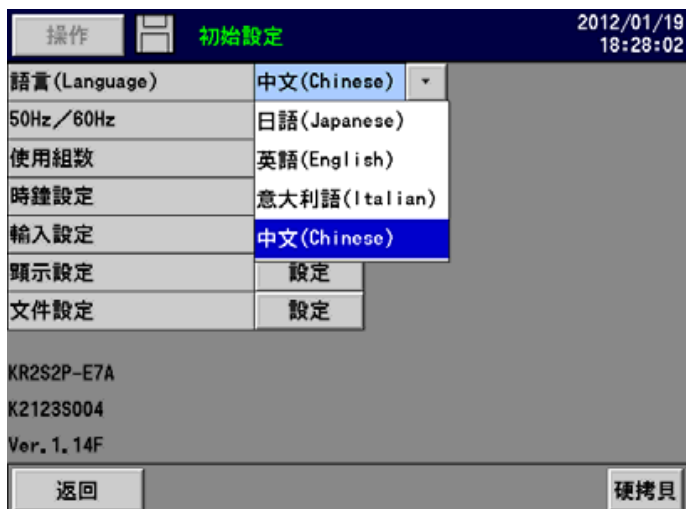 操作 初始設定 2012/01/19
18:28:02
語言(Language) 中文(Chinese)
50Hz／60Hz 日語(Japanese)
使用組数 英語(English)
時鐘設定 意大利語(Italian)
輸入設定 中文(Chinese)
顕示設定 設定
文件設定 設定
KR2S2P-E7A
K2123S004
Ver.1.14F
返回 硬拷貝